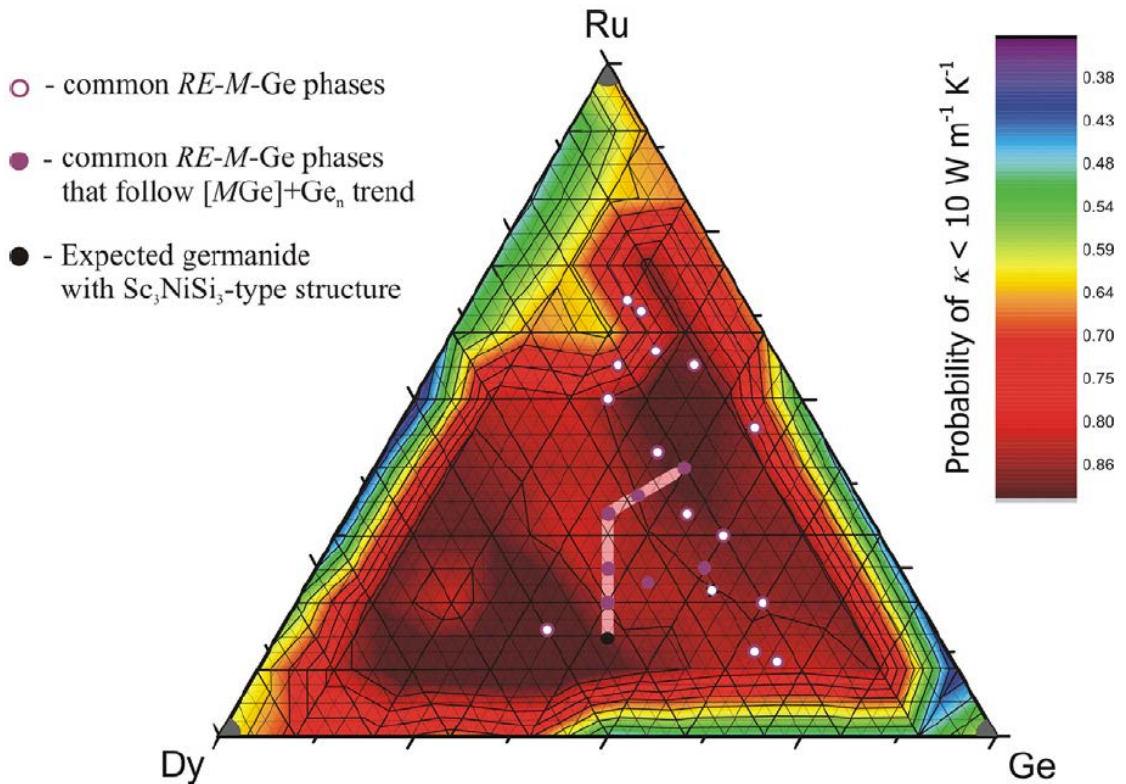 Ru
- common RE-M-Ge phases
- common RE-M-Ge phases
that follow [MGe]+Geₙ trend
- Expected germanide
with Sc₃NiSi₃-type structure
Probability of κ < 10 W m⁻¹ K⁻¹
0.38
0.43
0.48
0.54
0.59
0.64
0.70
0.75
0.80
0.86
Dy
Ge